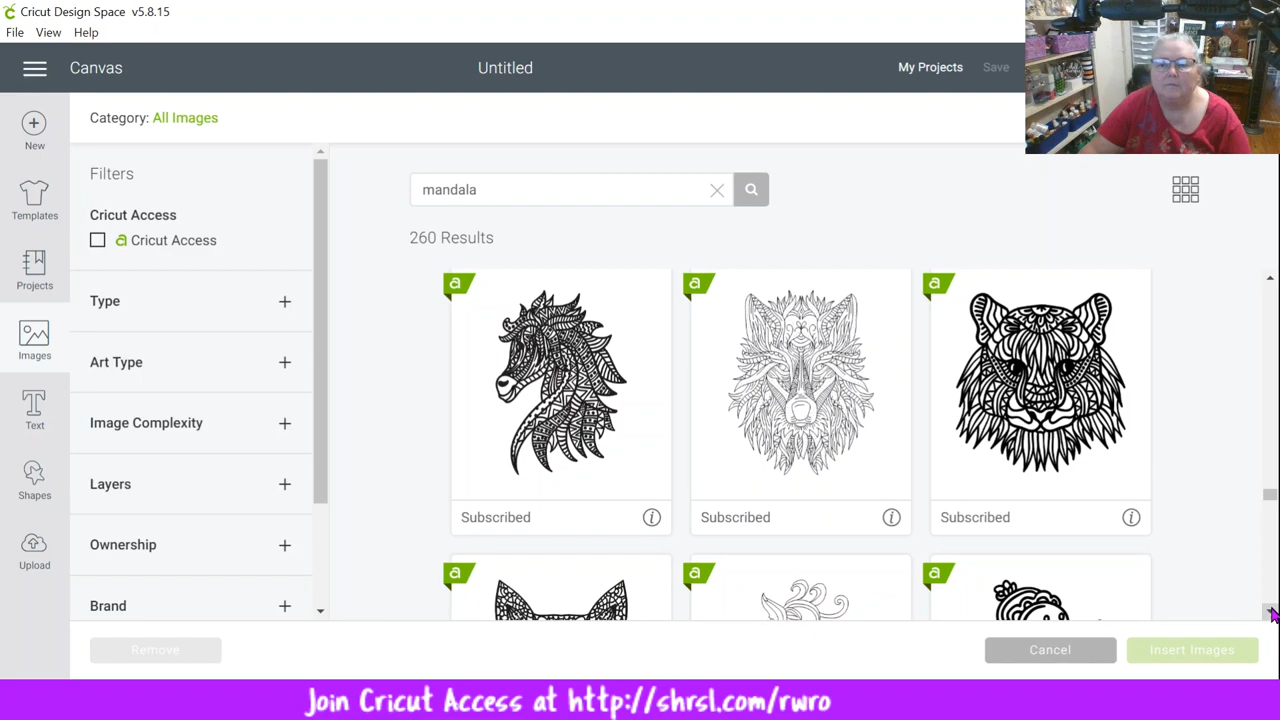 Cricut Design Space v5.8.15
File View Help
Canvas
Untitled
My Projects Save
New
Templates
Projects
Images
Text
Shapes
Upload
Category: All Images
Filters
Cricut Access
a Cricut Access
Type +
Art Type +
Image Complexity +
Layers +
Ownership +
Brand +
mandala
260 Results
a
a
a
Subscribed i
Subscribed i
Subscribed i
a
a
a
Remove
Cancel
Insert Images
Join Cricut Access at http://shrsl.com/rwro